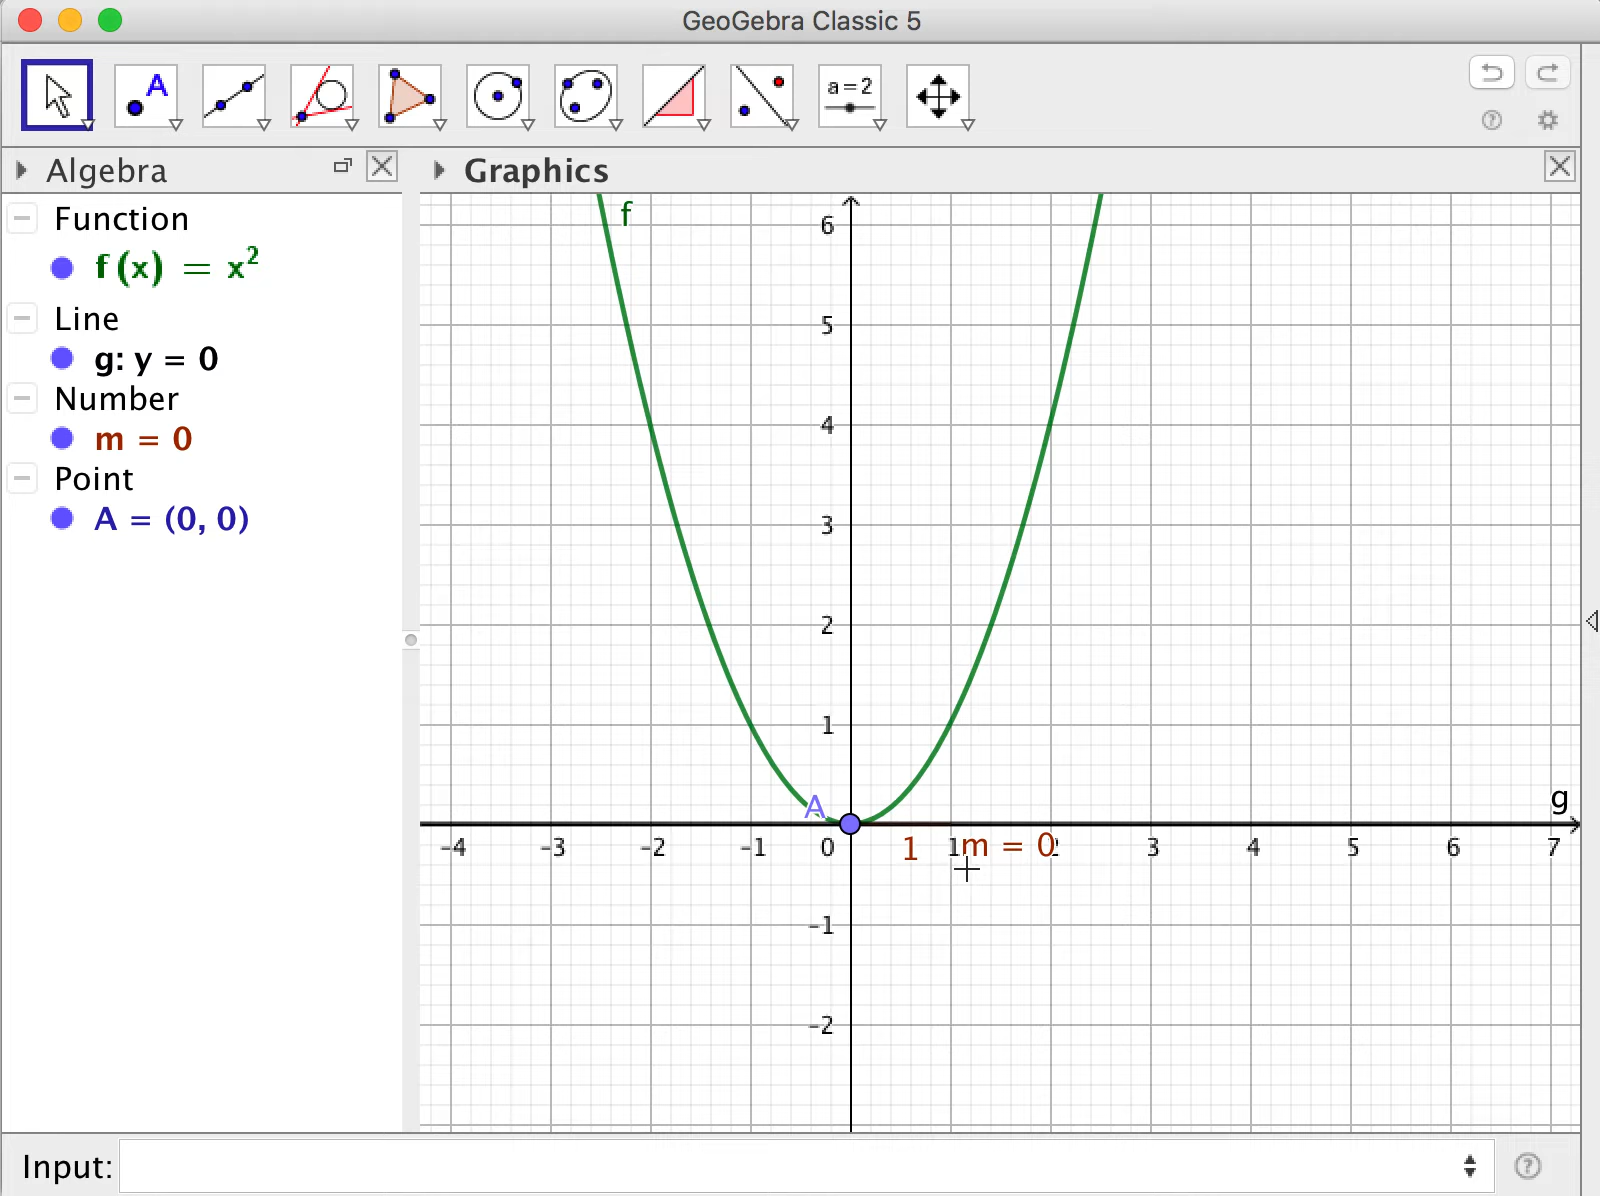 GeoGebra Classic 5
A
a = 2
Algebra
Graphics
Function
f(x) = x²
Line
g: y = 0
Number
m = 0
Point
A = (0, 0)
f
6
5
4
3
2
1
A
g
-4 -3 -2 -1 0 1 1 m = 0 3 4 5 6 7
-1
-2
Input: